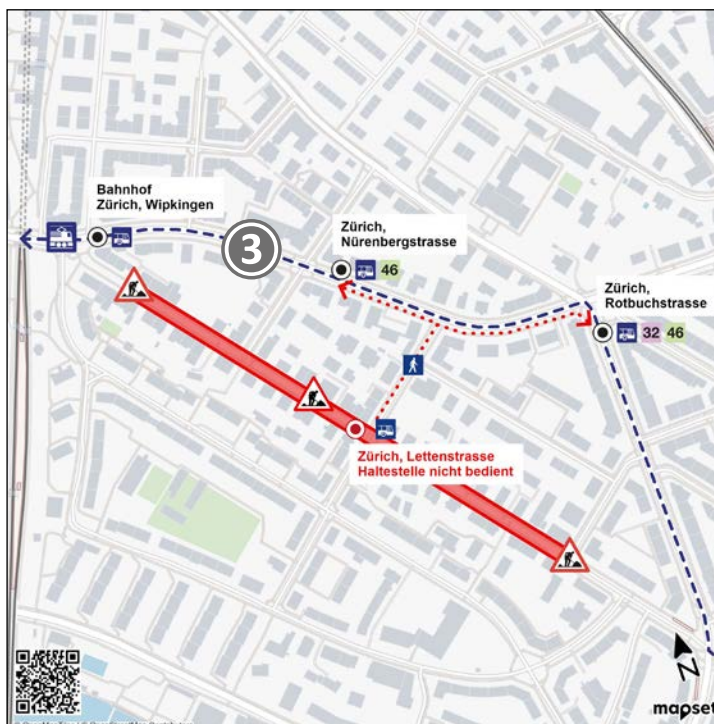 Bahnhof
Zürich, Wipkingen
3
Zürich,
Nürenbergstrasse
46
Zürich,
Rotbuchstrasse
32 46
Zürich, Lettenstrasse
Haltestelle nicht bedient
N
mapset